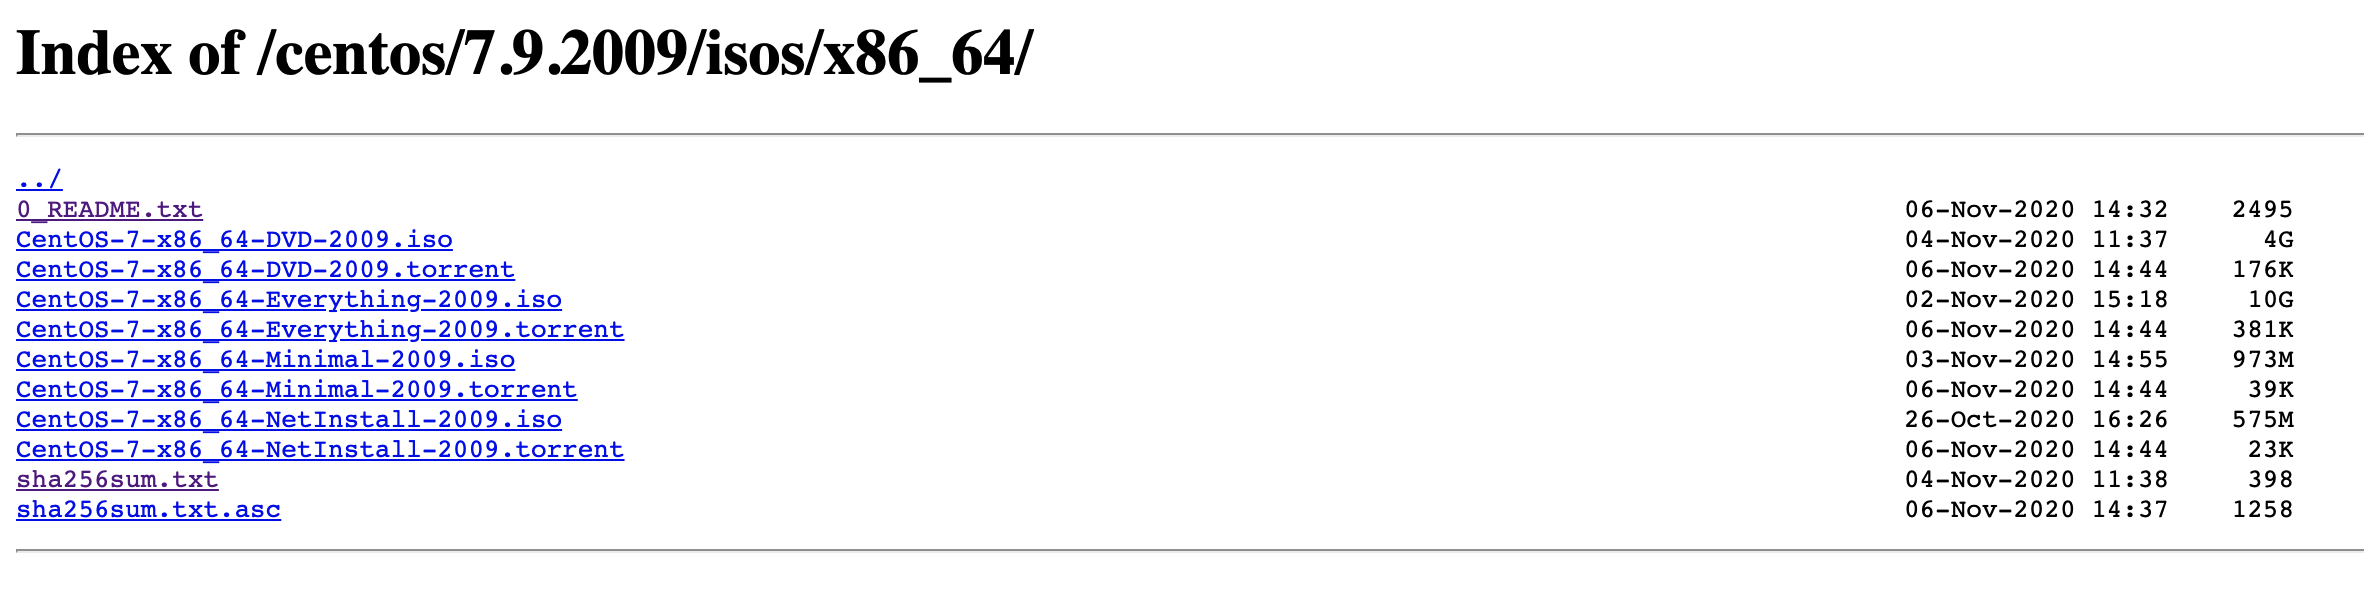 Index of /centos/7.9.2009/isos/x86_64/
../
0_README.txt 06-Nov-2020 14:32 2495
CentOS-7-x86_64-DVD-2009.iso 04-Nov-2020 11:37 4G
CentOS-7-x86_64-DVD-2009.torrent 06-Nov-2020 14:44 176K
CentOS-7-x86_64-Everything-2009.iso 02-Nov-2020 15:18 10G
CentOS-7-x86_64-Everything-2009.torrent 06-Nov-2020 14:44 381K
CentOS-7-x86_64-Minimal-2009.iso 03-Nov-2020 14:55 973M
CentOS-7-x86_64-Minimal-2009.torrent 06-Nov-2020 14:44 39K
CentOS-7-x86_64-NetInstall-2009.iso 26-Oct-2020 16:26 575M
CentOS-7-x86_64-NetInstall-2009.torrent 06-Nov-2020 14:44 23K
sha256sum.txt 04-Nov-2020 11:38 398
sha256sum.txt.asc 06-Nov-2020 14:37 1258